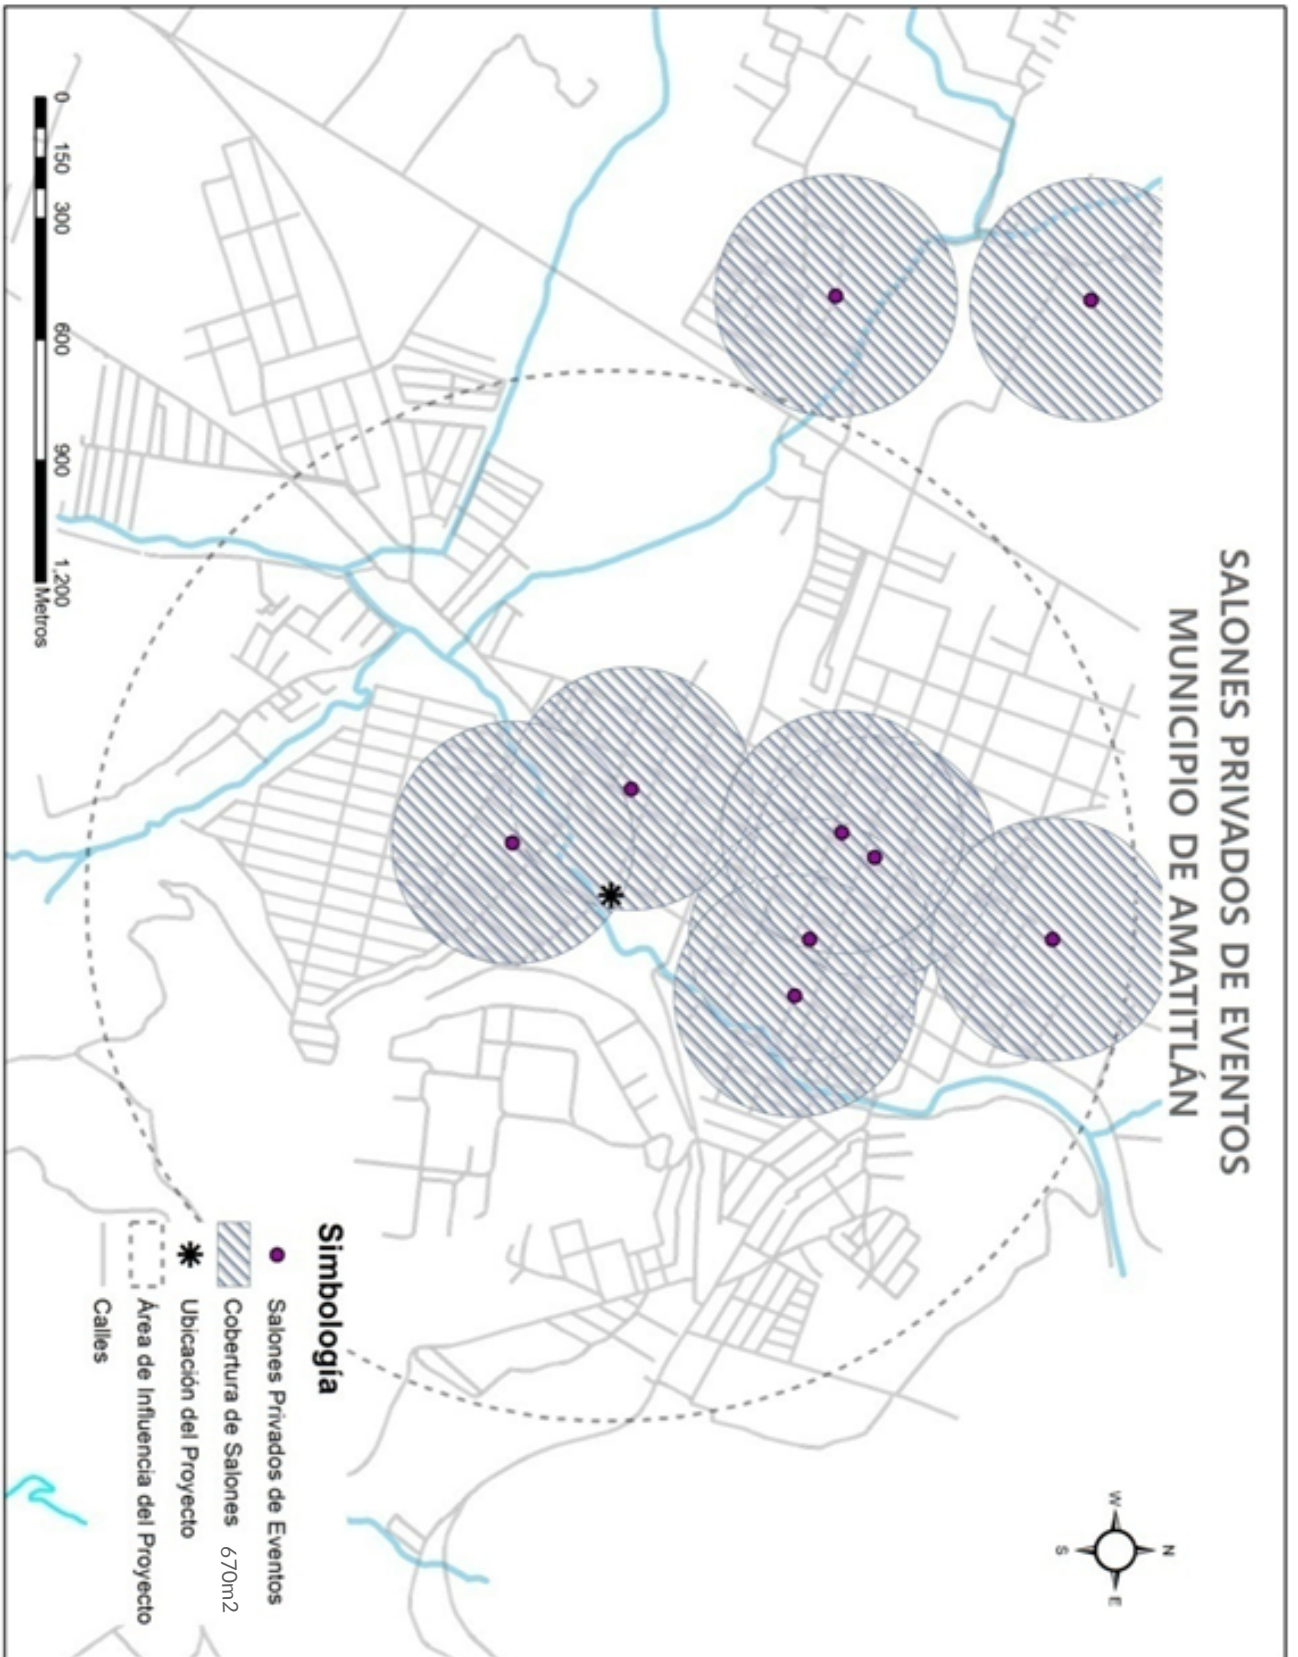 SALONES PRIVADOS DE EVENTOS
MUNICIPIO DE AMATITLÁN
N
W
E
S
Simbología
Salones Privados de Eventos
Cobertura de Salones 670m2
Ubicación del Proyecto
Área de Influencia del Proyecto
Calles
0 150 300 600 900 1,200
Metros